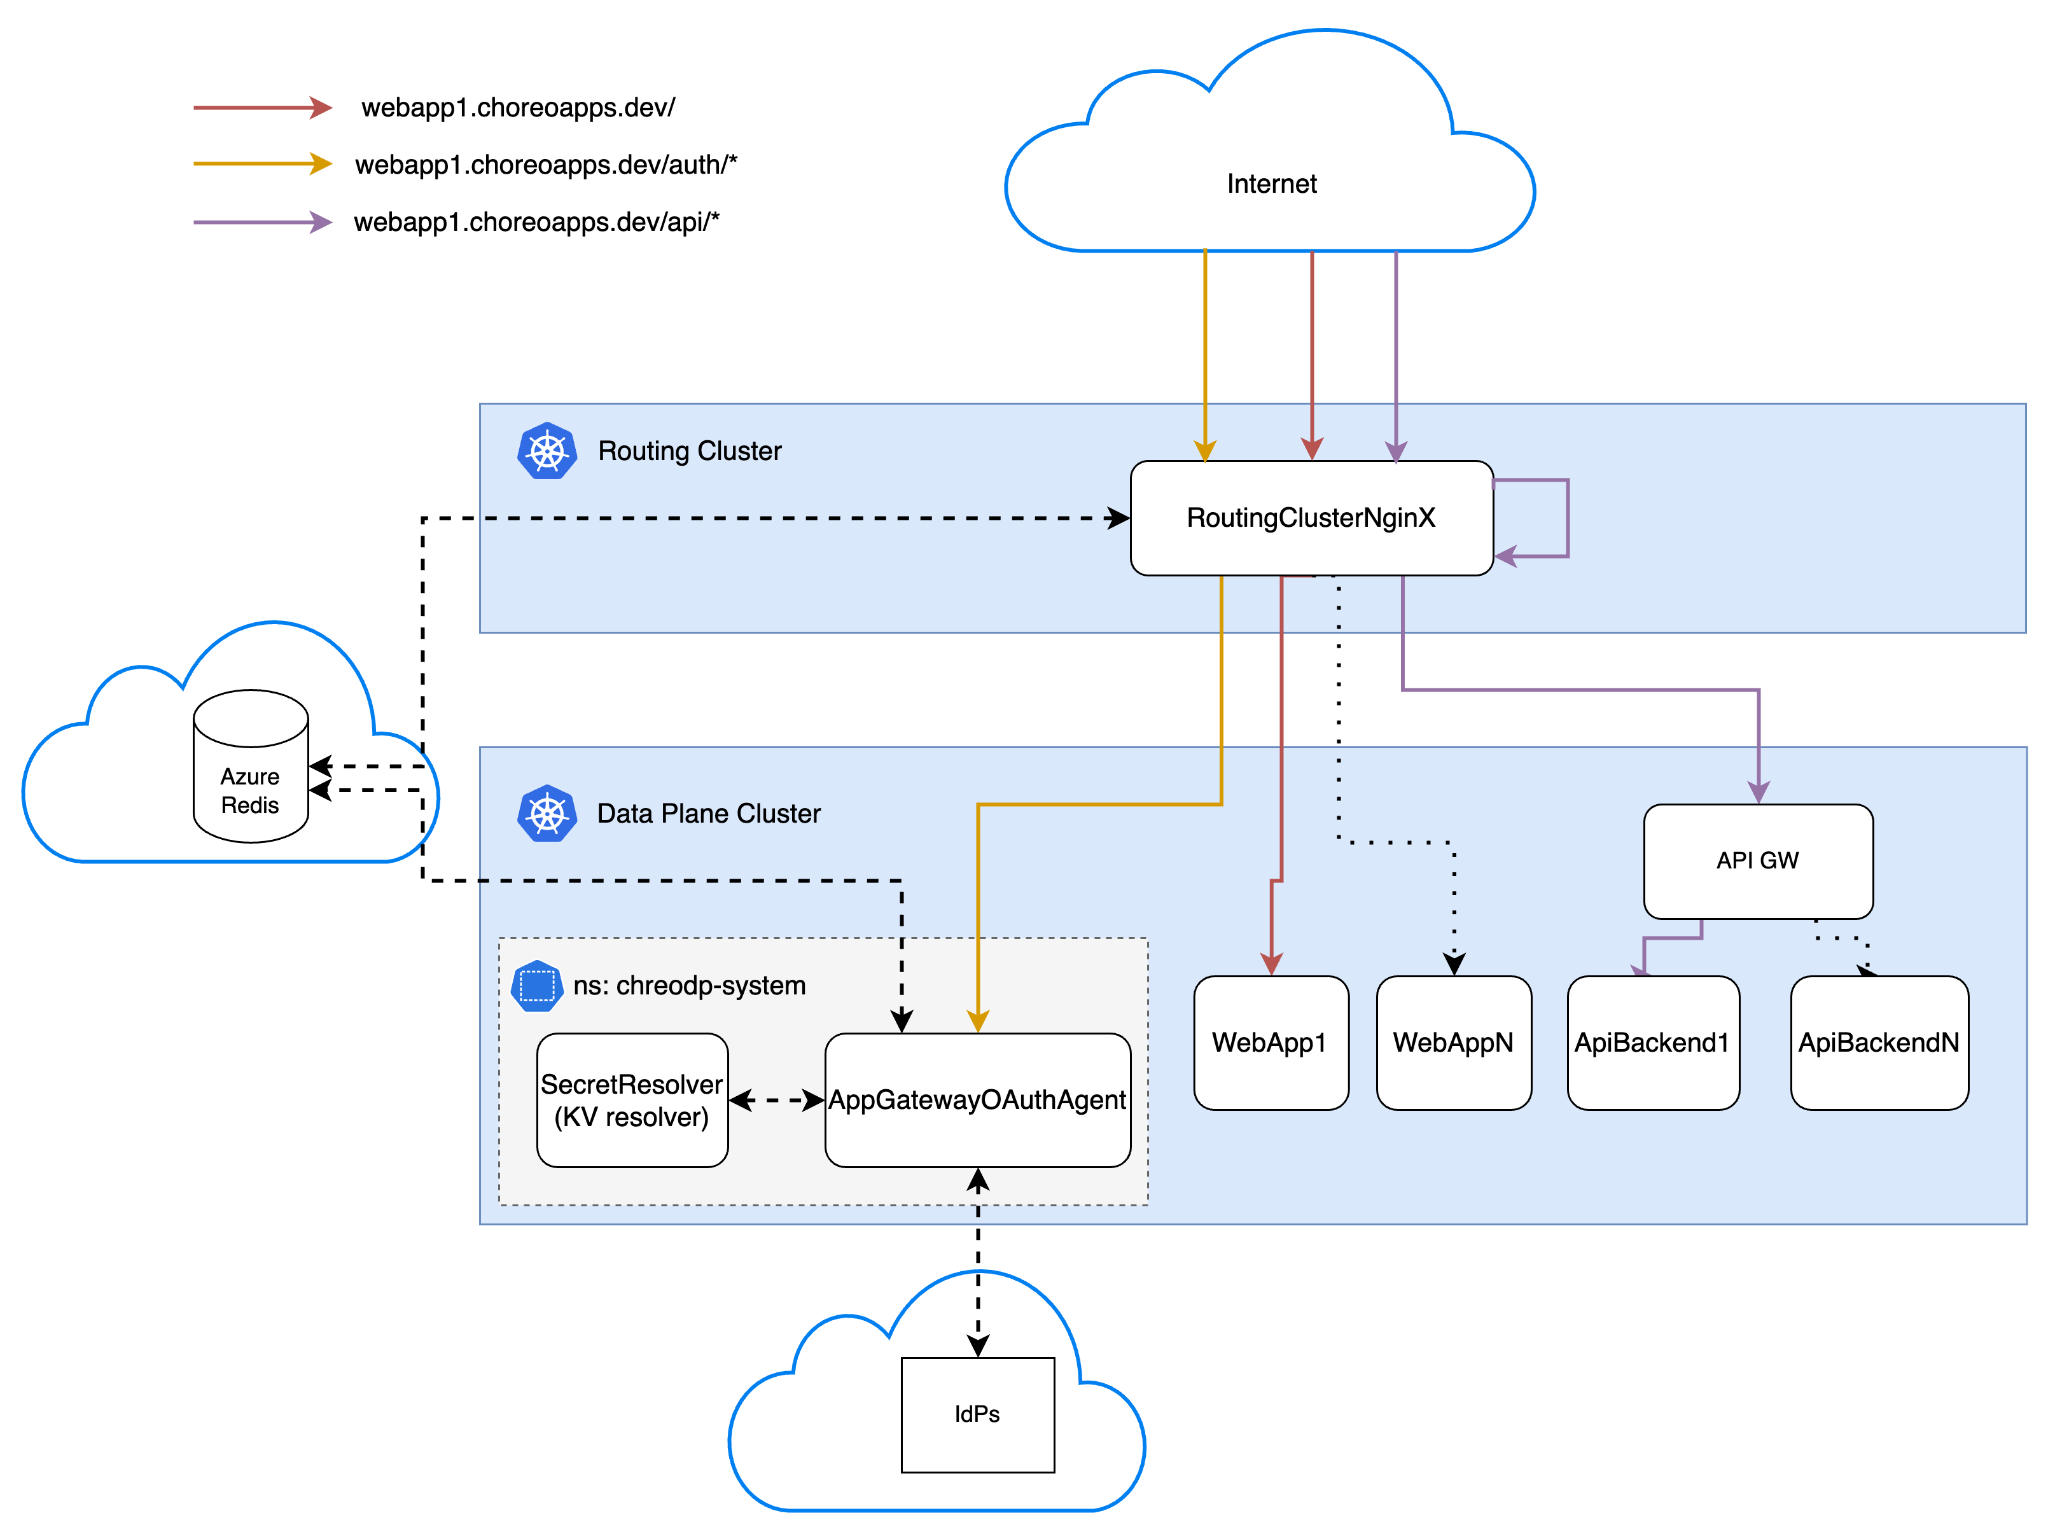 webapp1.choreoapps.dev/
webapp1.choreoapps.dev/auth/*
webapp1.choreoapps.dev/api/*
Internet
Routing Cluster
RoutingClusterNginX
Azure
Redis
Data Plane Cluster
API GW
ns: chreodp-system
SecretResolver
(KV resolver)
AppGatewayOAuthAgent
WebApp1
WebAppN
ApiBackend1
ApiBackendN
IdPs